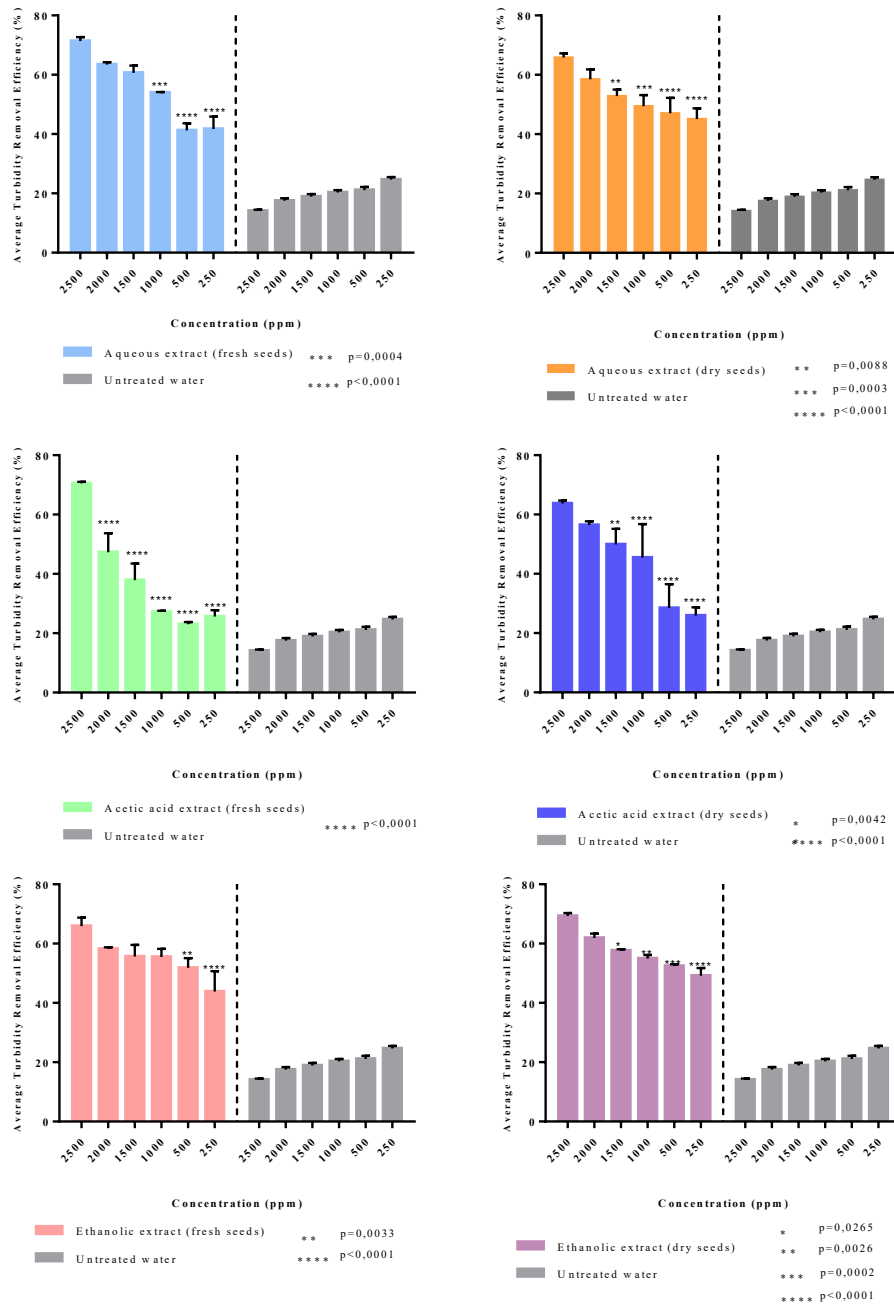 Average Turbidity Removal Efficiency (%)
80
60
40
20
0
*** **** ****
2500 2000 1500 1000 500 250 2500 2000 1500 1000 500 250
Concentration (ppm)
Aqueous extract (fresh seeds) *** p=0,0004
Untreated water **** p<0,0001
Average Turbidity Removal Efficiency (%)
80
60
40
20
0
** *** **** ****
2500 2000 1500 1000 500 250 2500 2000 1500 1000 500 250
Concentration (ppm)
Aqueous extract (dry seeds) ** p=0,0088
*** p=0,0003
Untreated water
**** p<0,0001
Average Turbidity Removal Efficiency (%)
80
60
40
20
0
**** **** **** **** ****
2500 2000 1500 1000 500 250 2500 2000 1500 1000 500 250
Concentration (ppm)
Acetic acid extract (fresh seeds)
Untreated water **** p<0,0001
Average Turbidity Removal Efficiency (%)
80
60
40
20
0
** **** **** ****
2500 2000 1500 1000 500 250 2500 2000 1500 1000 500 250
Concentration (ppm)
Acetic acid extract (dry seeds) * p=0,0042
Untreated water **** p<0,0001
Average Turbidity Removal Efficiency (%)
80
60
40
20
0
** ****
2500 2000 1500 1000 500 250 2500 2000 1500 1000 500 250
Concentration (ppm)
Ethanolic extract (fresh seeds) ** p=0,0033
Untreated water **** p<0,0001
Average Turbidity Removal Efficiency (%)
80
60
40
20
0
* ** *** ****
2500 2000 1500 1000 500 250 2500 2000 1500 1000 500 250
Concentration (ppm)
* p=0,0265
Ethanolic extract (dry seeds) ** p=0,0026
Untreated water *** p=0,0002
**** p<0,0001